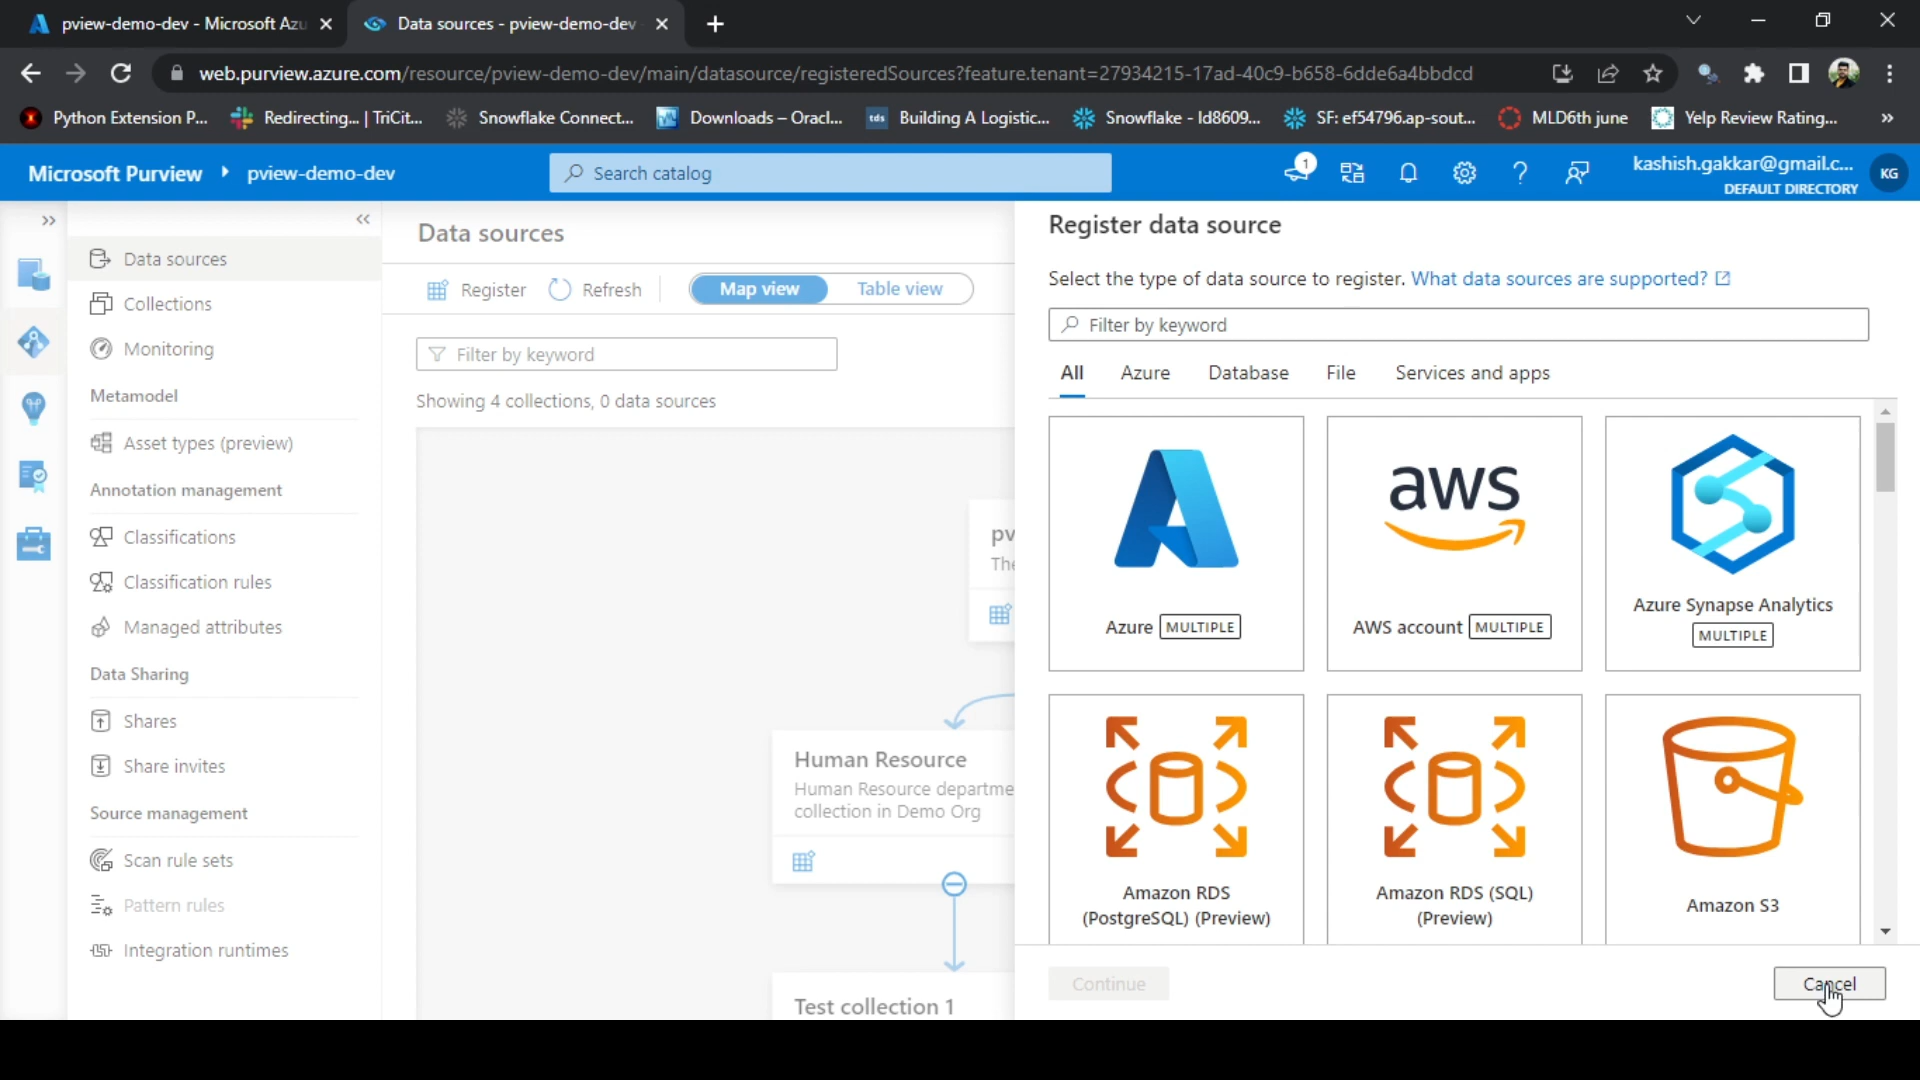 pview-demo-dev - Microsoft Azu
Data sources - pview-demo-dev
web.purview.azure.com/resource/pview-demo-dev/main/datasource/registeredSources?feature.tenant=27934215-17ad-40c9-b658-6dde6a4bbdcd
Python Extension P...
Redirecting... | TriCit...
Snowflake Connect...
Downloads – Oracl...
tds
Building A Logistic...
Snowflake - ld8609...
SF: ef54796.ap-sout...
MLD6th june
Yelp Review Rating...
Microsoft Purview
pview-demo-dev
Search catalog
1
kashish.gakkar@gmail.c...
DEFAULT DIRECTORY
KG
Data sources
Collections
Monitoring
Metamodel
Asset types (preview)
Annotation management
Classifications
Classification rules
Managed attributes
Data Sharing
Shares
Share invites
Source management
Scan rule sets
Pattern rules
Integration runtimes
Data sources
Register
Refresh
Map view
Table view
Filter by keyword
Showing 4 collections, 0 data sources
pv
The
Human Resource
Human Resource departme
collection in Demo Org
Test collection 1
Register data source
Select the type of data source to register. What data sources are supported?
Filter by keyword
All
Azure
Database
File
Services and apps
Azure MULTIPLE
aws
AWS account MULTIPLE
Azure Synapse Analytics
MULTIPLE
Amazon RDS
(PostgreSQL) (Preview)
Amazon RDS (SQL)
(Preview)
Amazon S3
Continue
Cancel